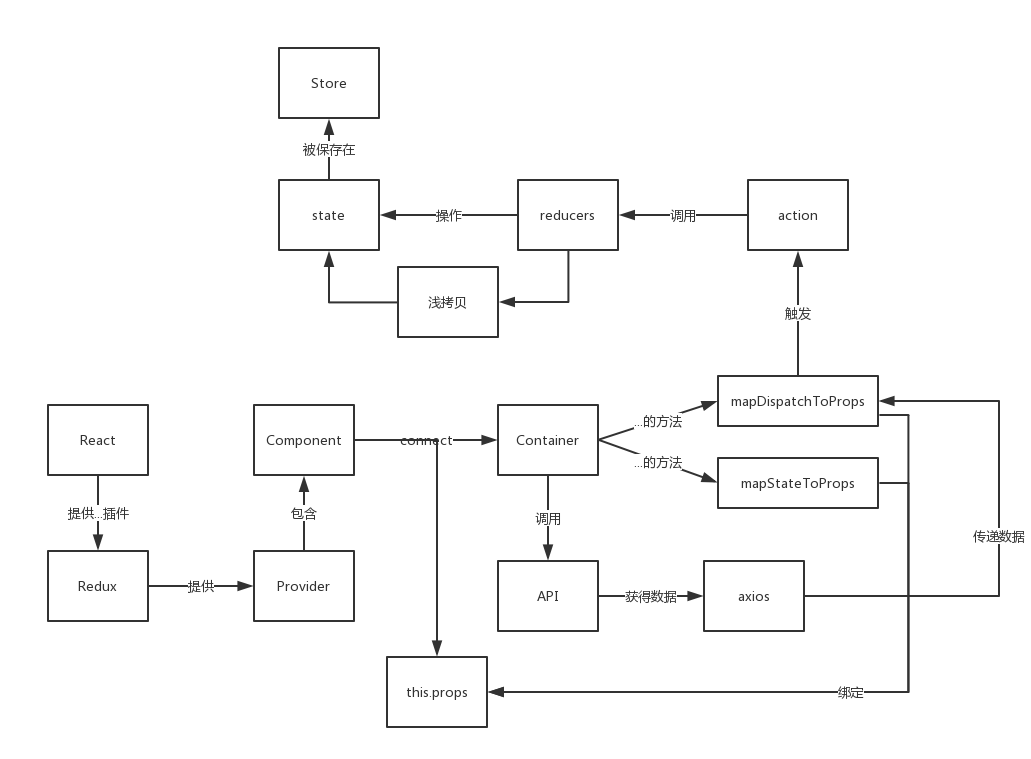 Store
被保存在
state
操作
reducers
调用
action
浅拷贝
触发
mapDispatchToProps
React
Component
connect
Container
...的方法
...的方法
mapStateToProps
提供...插件
包含
调用
传递数据
Redux
提供
Provider
API
获得数据
axios
this.props
绑定